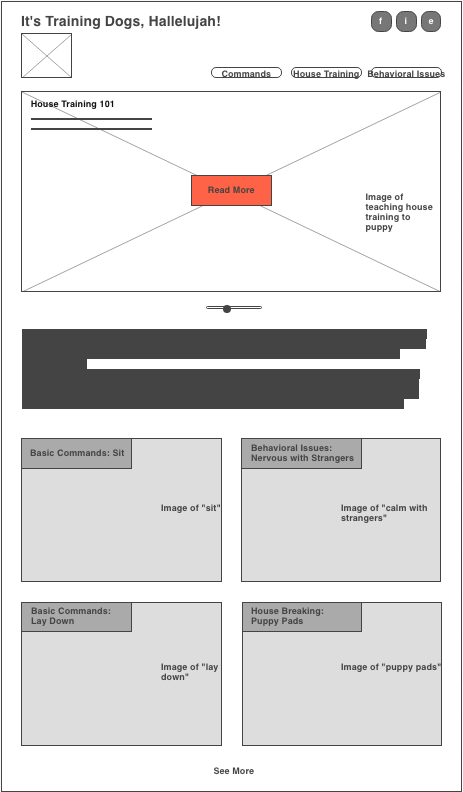 It's Training Dogs, Hallelujah!
f i e
Commands House Training Behavioral Issues
House Training 101
Read More
Image of
teaching house
training to
puppy
Basic Commands: Sit
Image of "sit"
Behavioral Issues:
Nervous with Strangers
Image of "calm with
strangers"
Basic Commands:
Lay Down
Image of "lay
down"
House Breaking:
Puppy Pads
Image of "puppy pads"
See More